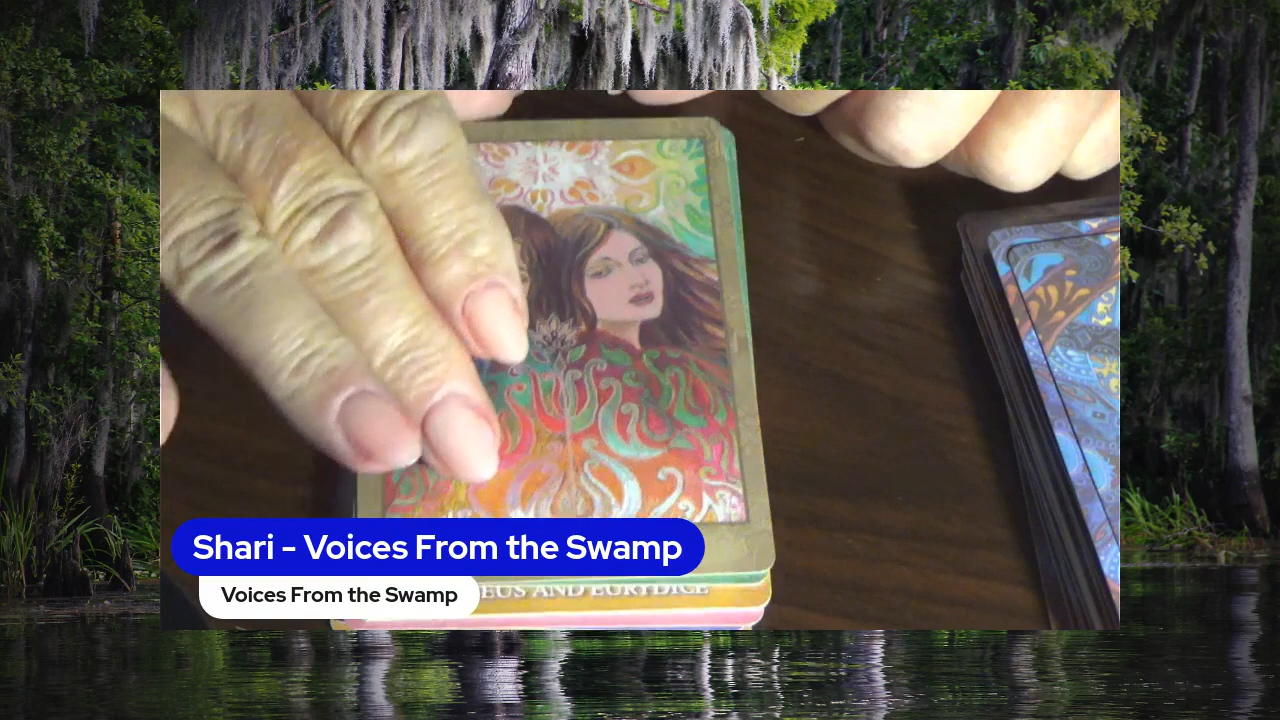 Shari - Voices From the Swamp
Voices From the Swamp
EUS AND EURYDICE